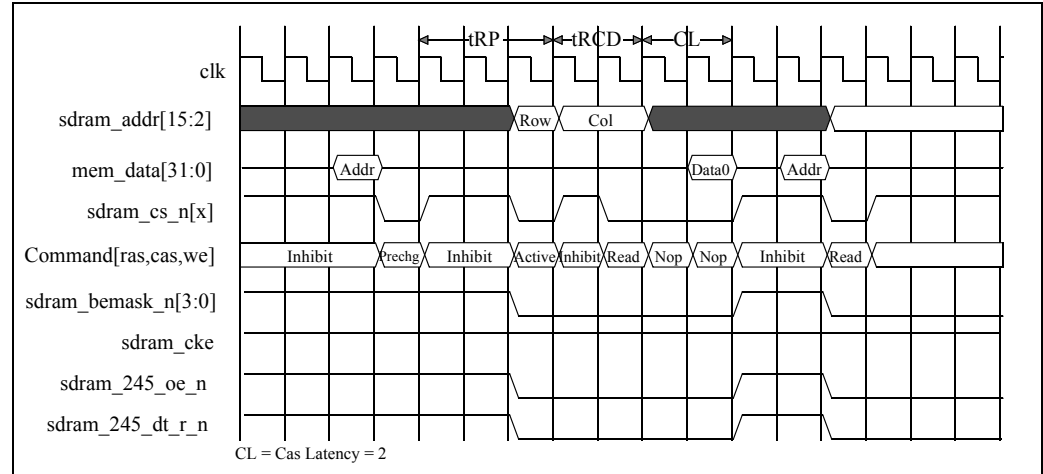 tRP tRCD CL
clk
sdram_addr[15:2] Row Col
mem_data[31:0] Addr Data0 Addr
sdram_cs_n[x]
Command[ras,cas,we] Inhibit Prechg Inhibit Active Inhibit Read Nop Nop Inhibit Read
sdram_bemask_n[3:0]
sdram_cke
sdram_245_oe_n
sdram_245_dt_r_n
CL = Cas Latency = 2